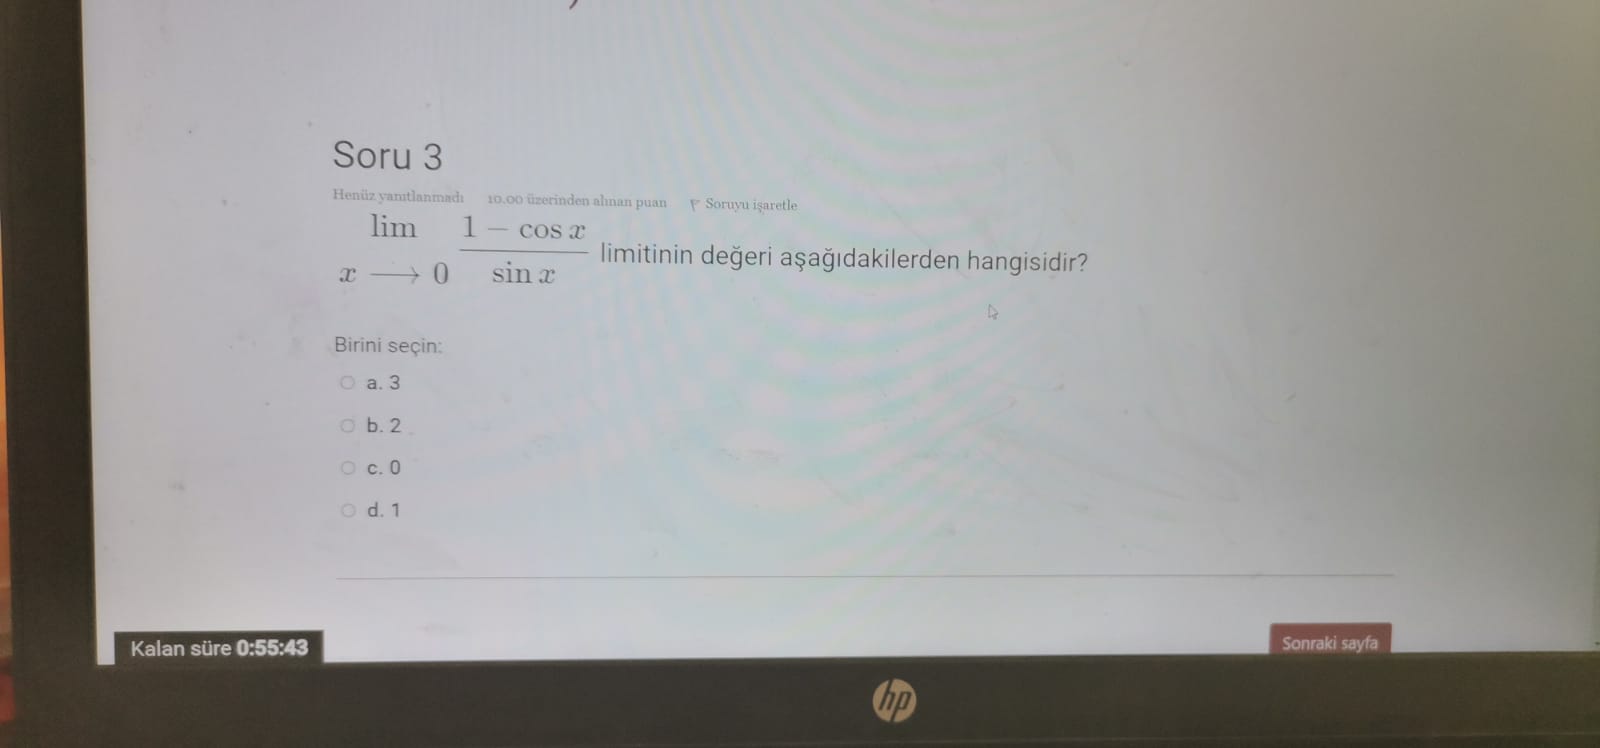 Soru 3
Henüz yanıtlanmadı 10,00 üzerinden alınan puan Soruyu işaretle
lim x ⟶ 0 (1 − cos x)/(sin x) limitinin değeri aşağıdakilerden hangisidir?
Birini seçin:
a. 3
b. 2
c. 0
d. 1
Kalan süre 0:55:43
Sonraki sayfa
hp